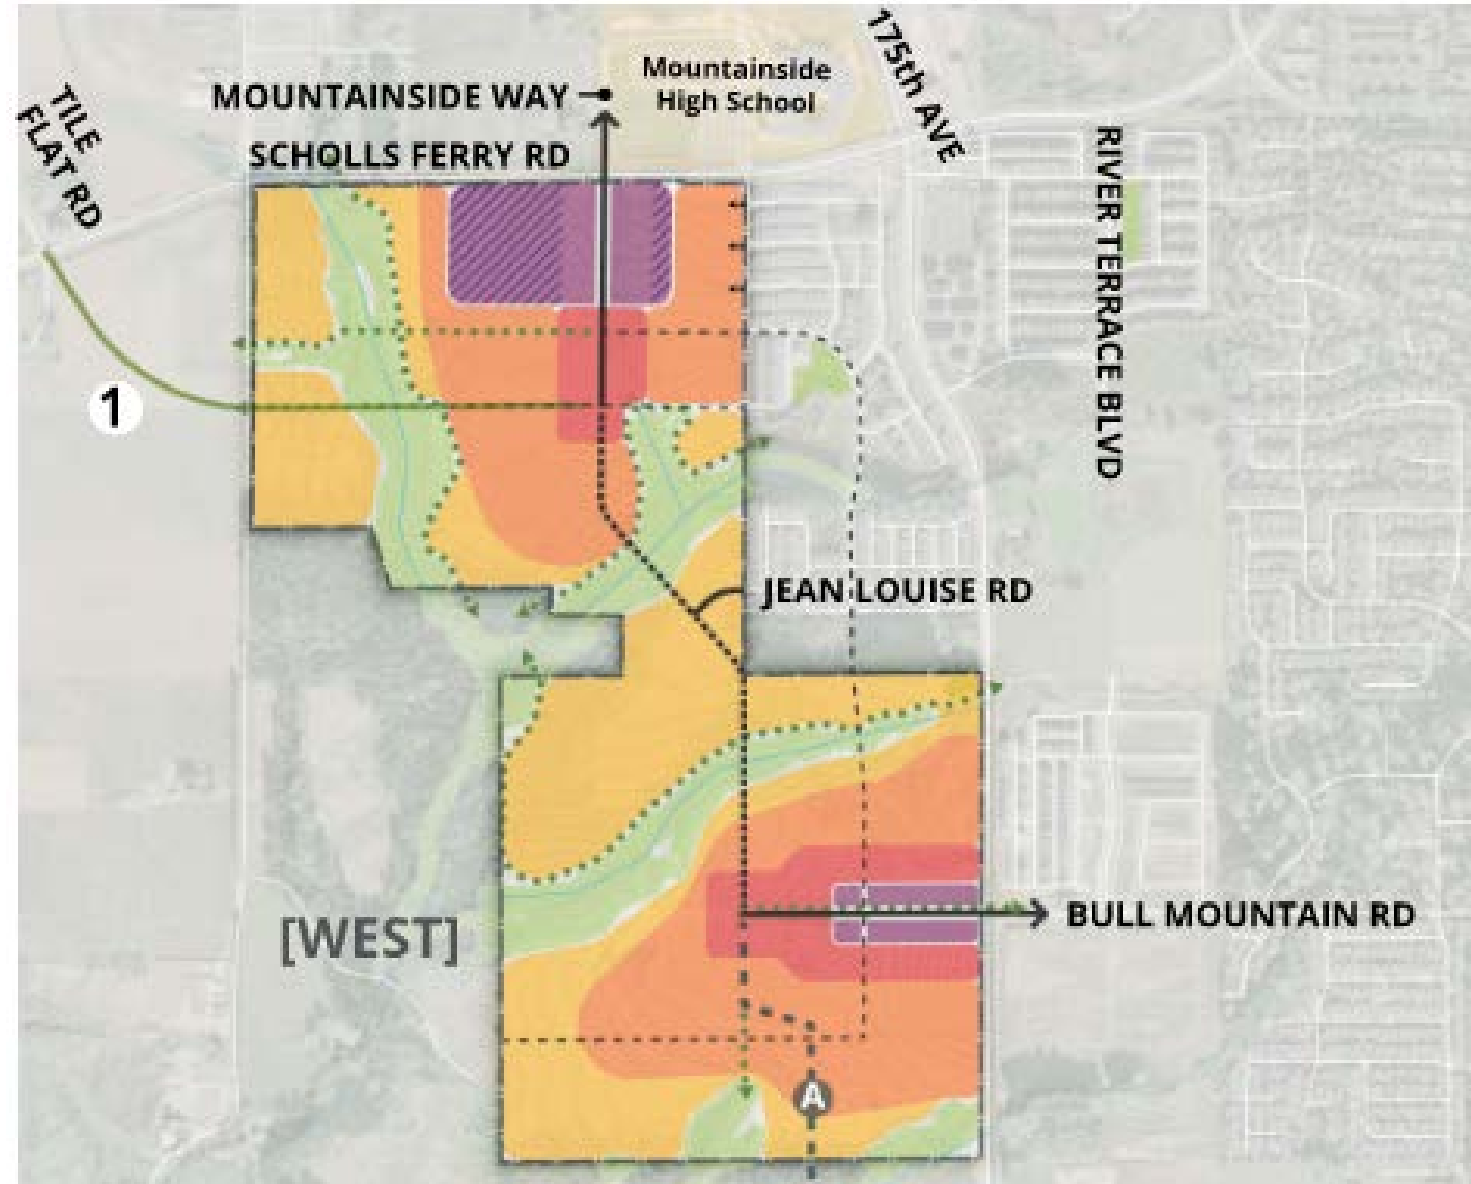 175th AVE
Mountainside
High School
MOUNTAINSIDE WAY
TILE
FLAT RD
SCHOLLS FERRY RD
RIVER TERRACE BLVD
1
JEAN LOUISE RD
[WEST]
BULL MOUNTAIN RD
A